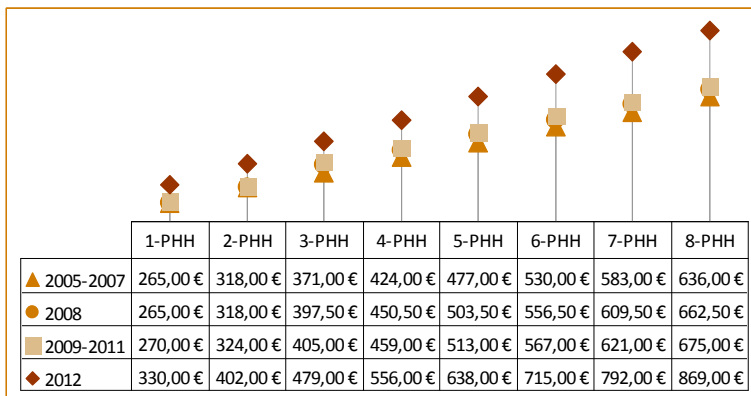 1-PHH 2-PHH 3-PHH 4-PHH 5-PHH 6-PHH 7-PHH 8-PHH
2005-2007 265,00 € 318,00 € 371,00 € 424,00 € 477,00 € 530,00 € 583,00 € 636,00 €
2008 265,00 € 318,00 € 397,50 € 450,50 € 503,50 € 556,50 € 609,50 € 662,50 €
2009-2011 270,00 € 324,00 € 405,00 € 459,00 € 513,00 € 567,00 € 621,00 € 675,00 €
2012 330,00 € 402,00 € 479,00 € 556,00 € 638,00 € 715,00 € 792,00 € 869,00 €